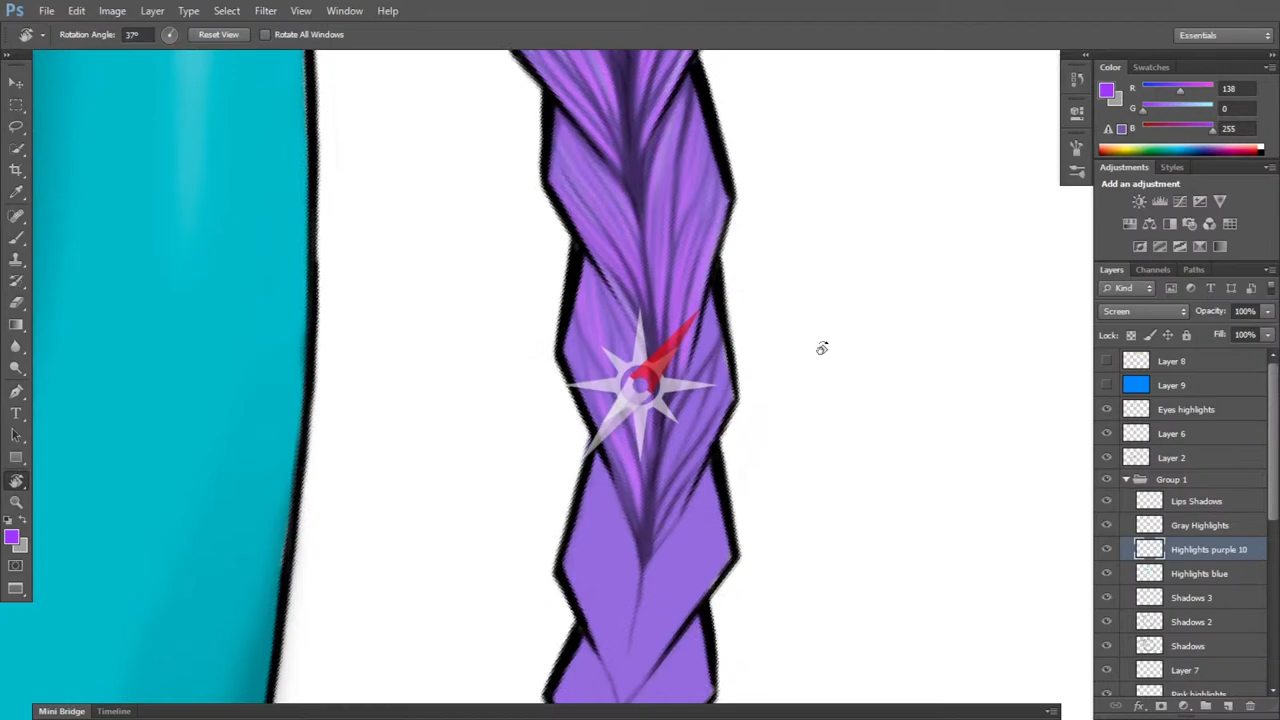 Ps File Edit Image Layer Type Select Filter View Window Help
Rotation Angle: 37° Reset View Rotate All Windows Essentials
Color Swatches
R 138
G 0
B 255
Adjustments Styles
Add an adjustment
Layers Channels Paths
Kind T
Screen Opacity: 100%
Lock: Fill: 100%
Layer 8
Layer 9
Eyes highlights
Layer 6
Layer 2
Group 1
Lips Shadows
Gray Highlights
Highlights purple 10
Highlights blue
Shadows 3
Shadows 2
Shadows
Layer 7
Pink highlights
fx
T
Mini Bridge Timeline